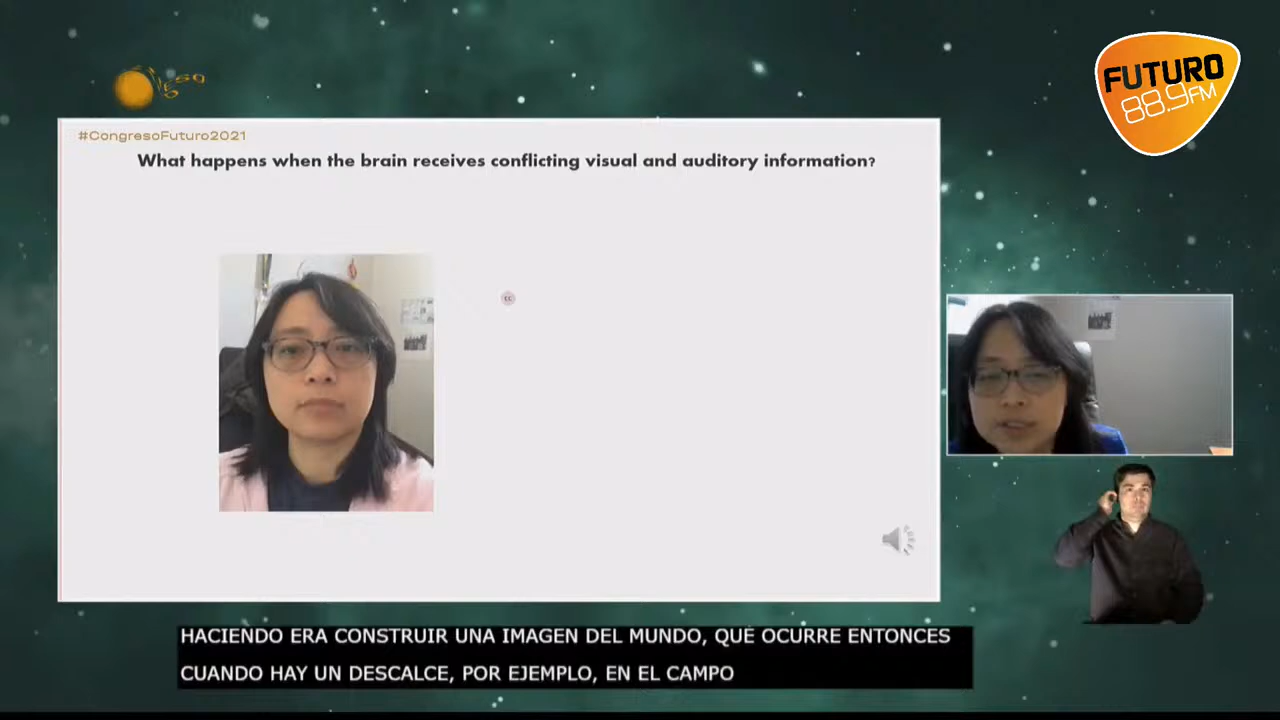 FUTURO
88.9FM
#CongresoFuturo2021
What happens when the brain receives conflicting visual and auditory information?
cc
HACIENDO ERA CONSTRUIR UNA IMAGEN DEL MUNDO, QUE OCURRE ENTONCES
CUANDO HAY UN DESCALCE, POR EJEMPLO, EN EL CAMPO